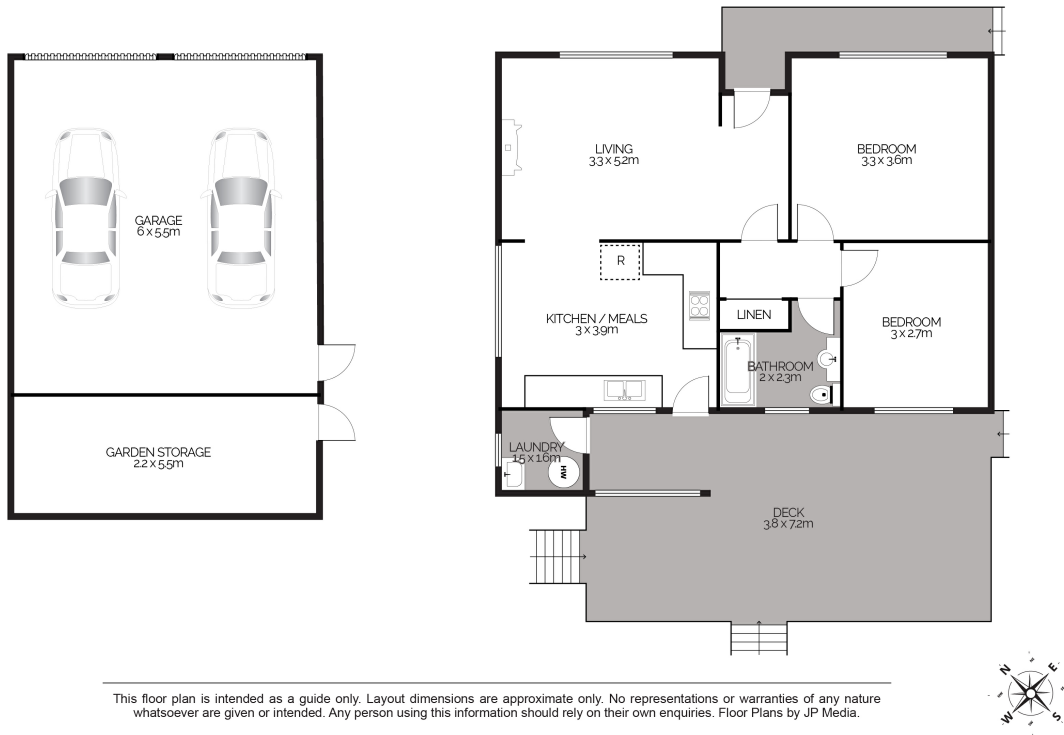 GARAGE
6 x 5.5m
GARDEN STORAGE
2.2 x 5.5m
LIVING
3.3 x 5.2m
BEDROOM
3.3 x 3.6m
R
KITCHEN / MEALS
3 x 3.9m
LINEN
BEDROOM
3 x 2.7m
BATHROOM
2 x 2.3m
LAUNDRY
1.5 x 1.6m
HW
DECK
3.8 x 7.2m
N
E
W
S
This floor plan is intended as a guide only. Layout dimensions are approximate only. No representations or warranties of any nature
whatsoever are given or intended. Any person using this information should rely on their own enquiries. Floor Plans by JP Media.